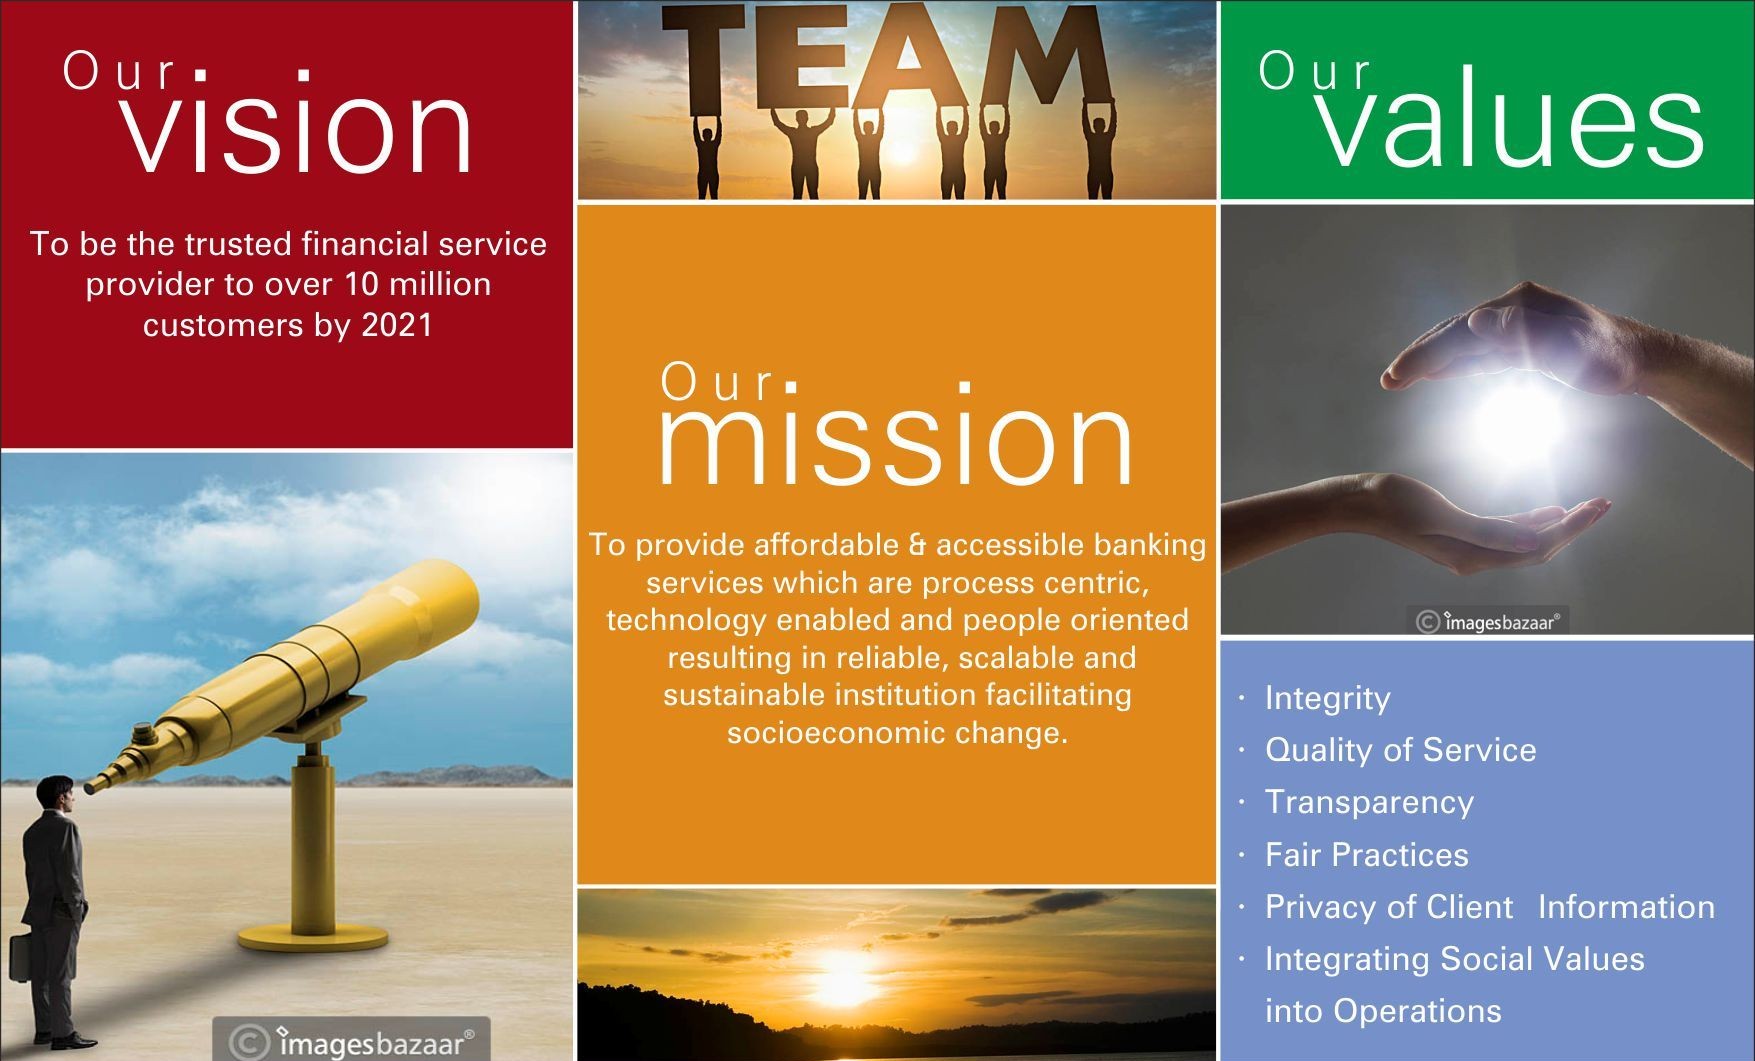 Our
vision
To be the trusted financial service
provider to over 10 million
customers by 2021
© imagesbazaar®
TEAM
Our
mission
To provide affordable & accessible banking
services which are process centric,
technology enabled and people oriented
resulting in reliable, scalable and
sustainable institution facilitating
socioeconomic change.
Our
values
© imagesbazaar®
· Integrity
· Quality of Service
· Transparency
· Fair Practices
· Privacy of Client Information
· Integrating Social Values
into Operations